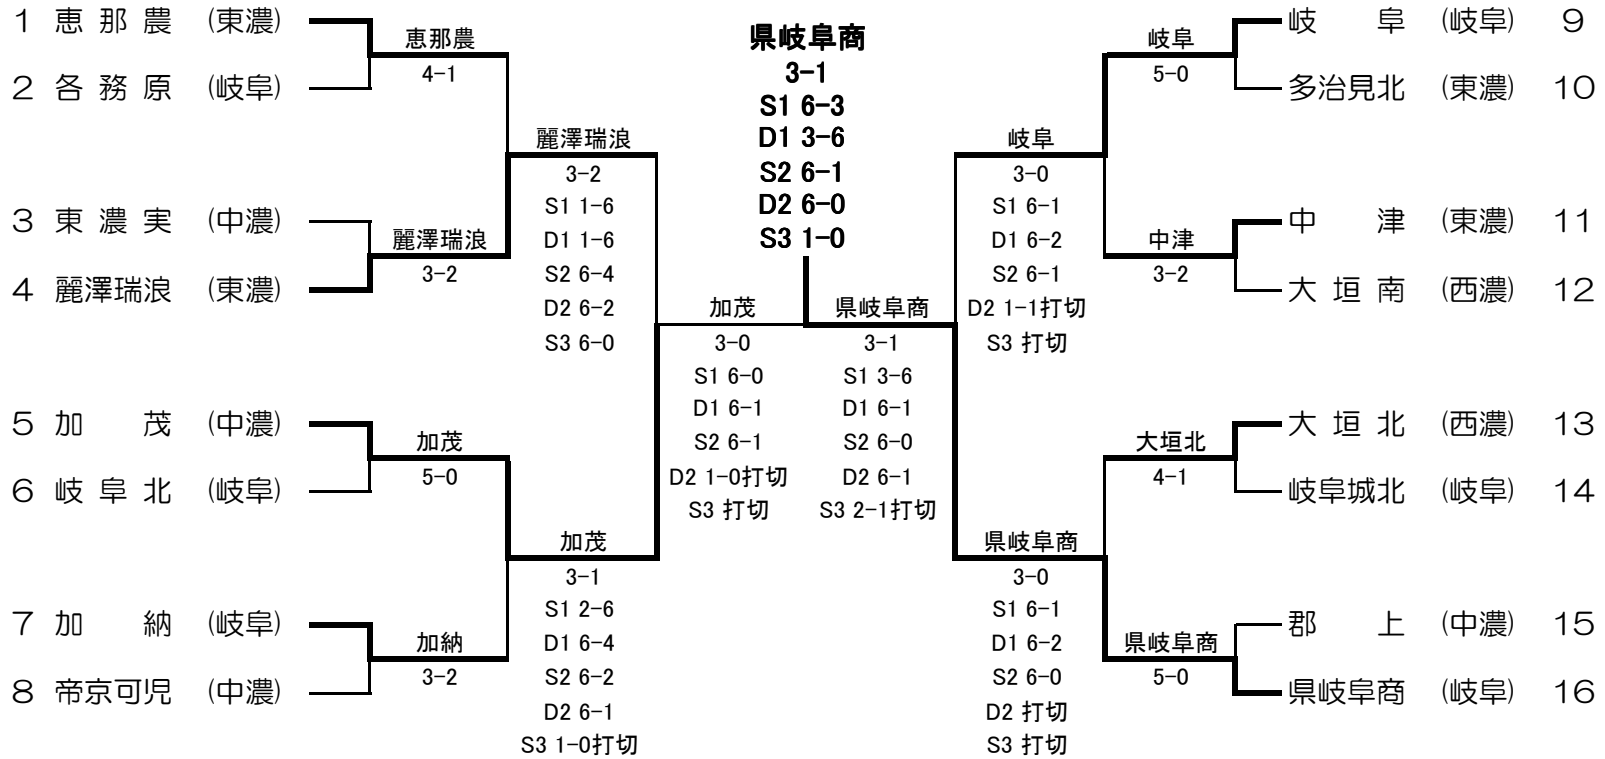 1 恵那農 (東濃)
2 各務原 (岐阜)
3 東濃実 (中濃)
4 麗澤瑞浪 (東濃)
5 加茂 (中濃)
6 岐阜北 (岐阜)
7 加納 (岐阜)
8 帝京可児 (中濃)
恵那農
4-1
麗澤瑞浪
3-2
加茂
5-0
加納
3-2
麗澤瑞浪
3-2
S1 1-6
D1 1-6
S2 6-4
D2 6-2
S3 6-0
加茂
3-1
S1 2-6
D1 6-4
S2 6-2
D2 6-1
S3 1-0打切
加茂
3-0
S1 6-0
D1 6-1
S2 6-1
D2 1-0打切
S3 打切
県岐阜商
3-1
S1 6-3
D1 3-6
S2 6-1
D2 6-0
S3 1-0
県岐阜商
3-1
S1 3-6
D1 6-1
S2 6-0
D2 6-1
S3 2-1打切
岐阜
3-0
S1 6-1
D1 6-2
S2 6-1
D2 1-1打切
S3 打切
県岐阜商
3-0
S1 6-1
D1 6-2
S2 6-0
D2 打切
S3 打切
岐阜
5-0
中津
3-2
大垣北
4-1
県岐阜商
5-0
岐阜 (岐阜) 9
多治見北 (東濃) 10
中津 (東濃) 11
大垣南 (西濃) 12
大垣北 (西濃) 13
岐阜城北 (岐阜) 14
郡上 (中濃) 15
県岐阜商 (岐阜) 16